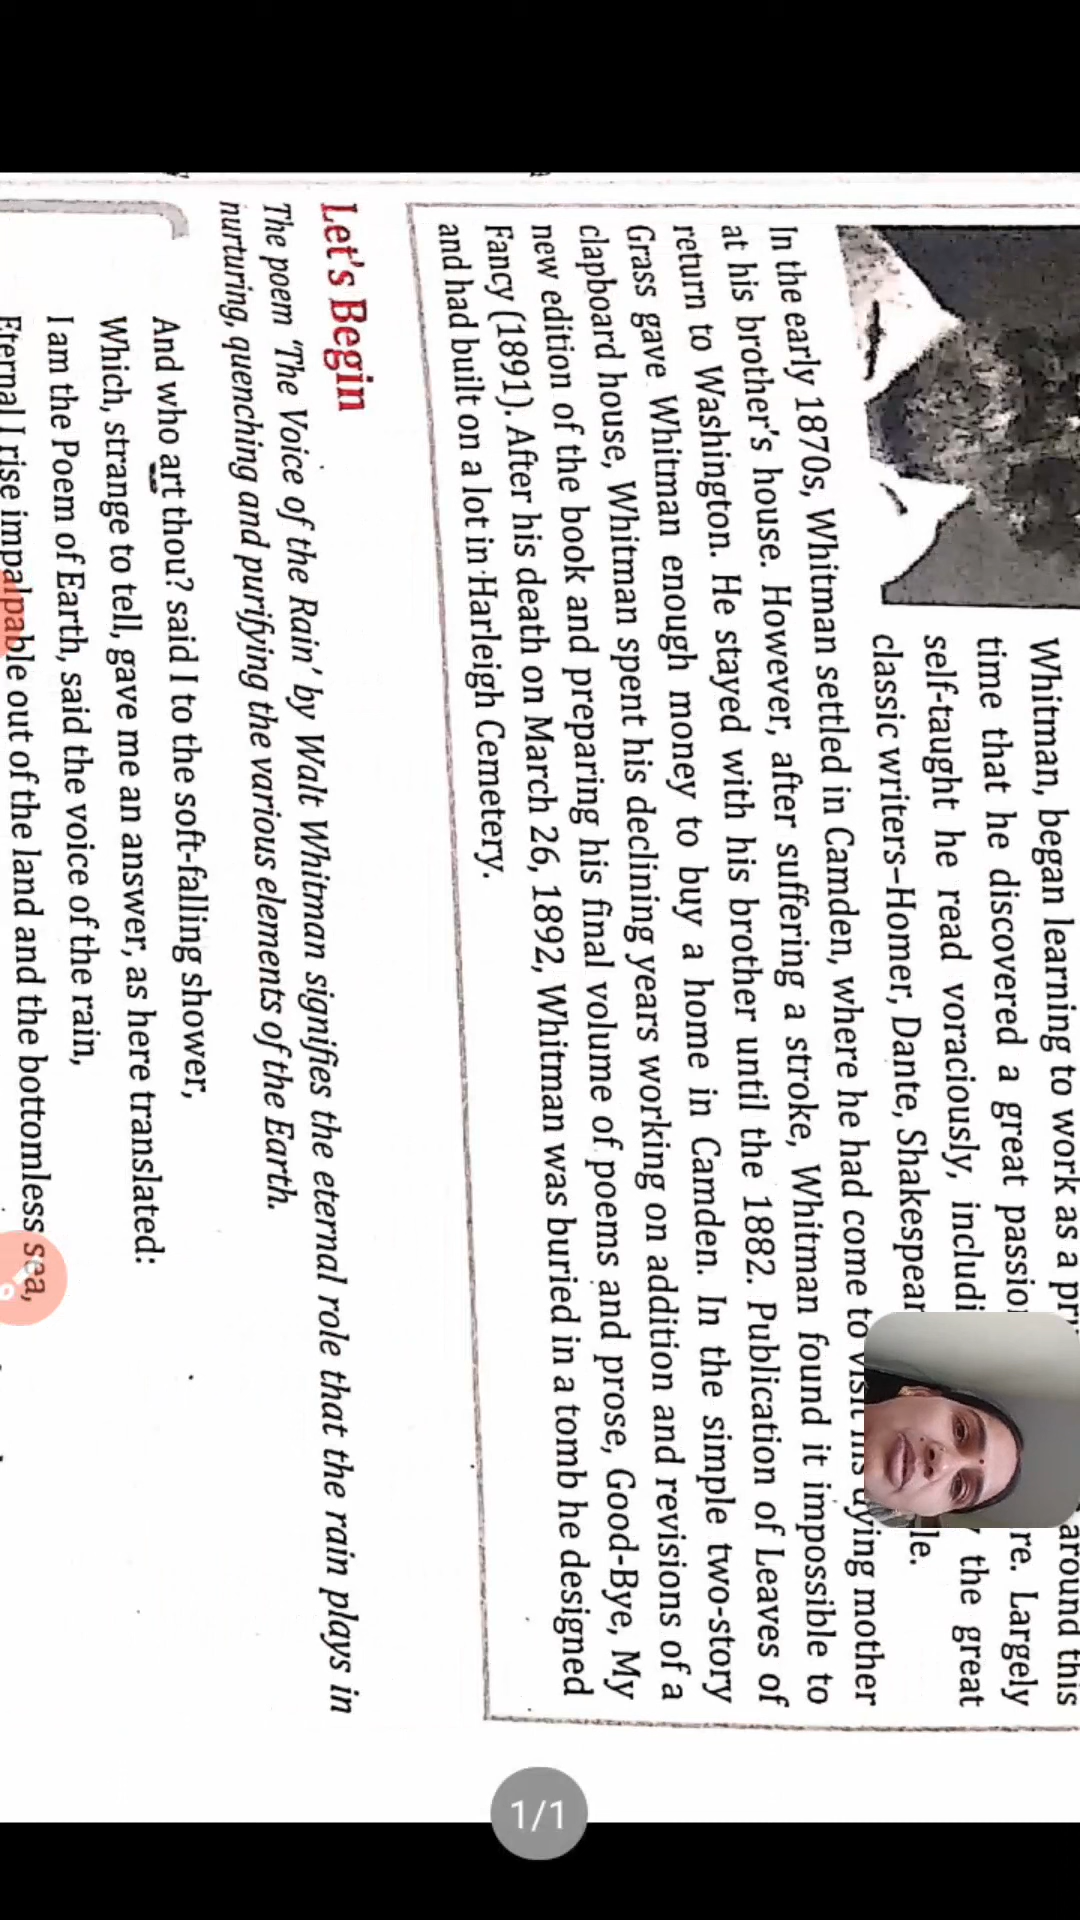 Whitman, began learning to work as a around this
time that he discovered a great re. Largely
self-taught he read voraciously, the great
classic writers–Homer, Dante,
In the early 1870s, Whitman settled in Camden, where he had come to visit his dying mother
at his brother's house. However, after suffering a stroke, Whitman found it impossible to
return to Washington. He stayed with his brother until the 1882. Publication of Leaves of
Grass gave Whitman enough money to buy a home in Camden. In the simple two-story
clapboard house, Whitman spent his declining years working on addition and revisions of a
new edition of the book and preparing his final volume of poems and prose, Good-Bye, My
Fancy (1891). After his death on March 26, 1892, Whitman was buried in a tomb he designed
and had built on a lot in Harleigh Cemetery.
Let's Begin
The poem 'The Voice of the Rain' by Walt Whitman signifies the eternal role that the rain plays in
nurturing, quenching and purifying the various elements of the Earth.
And who art thou? said I to the soft-falling shower,
Which, strange to tell, gave me an answer, as here translated:
I am the Poem of Earth, said the voice of the rain,
Eternal I rise impalpable out of the land and the bottomless sea,
1/1